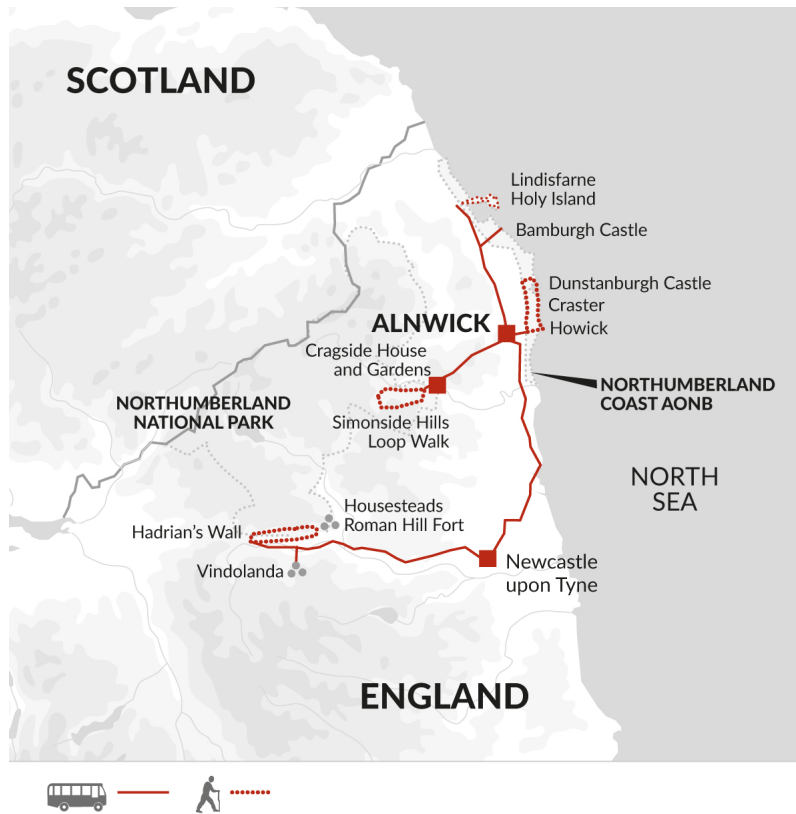 SCOTLAND
Lindisfarne
Holy Island
Bamburgh Castle
Dunstanburgh Castle
Craster
Howick
ALNWICK
Cragside House
and Gardens
NORTHUMBERLAND
COAST AONB
NORTHUMBERLAND
NATIONAL PARK
Simonside Hills
Loop Walk
NORTH
SEA
Housesteads
Roman Hill Fort
Hadrian's Wall
Vindolanda
Newcastle
upon Tyne
ENGLAND